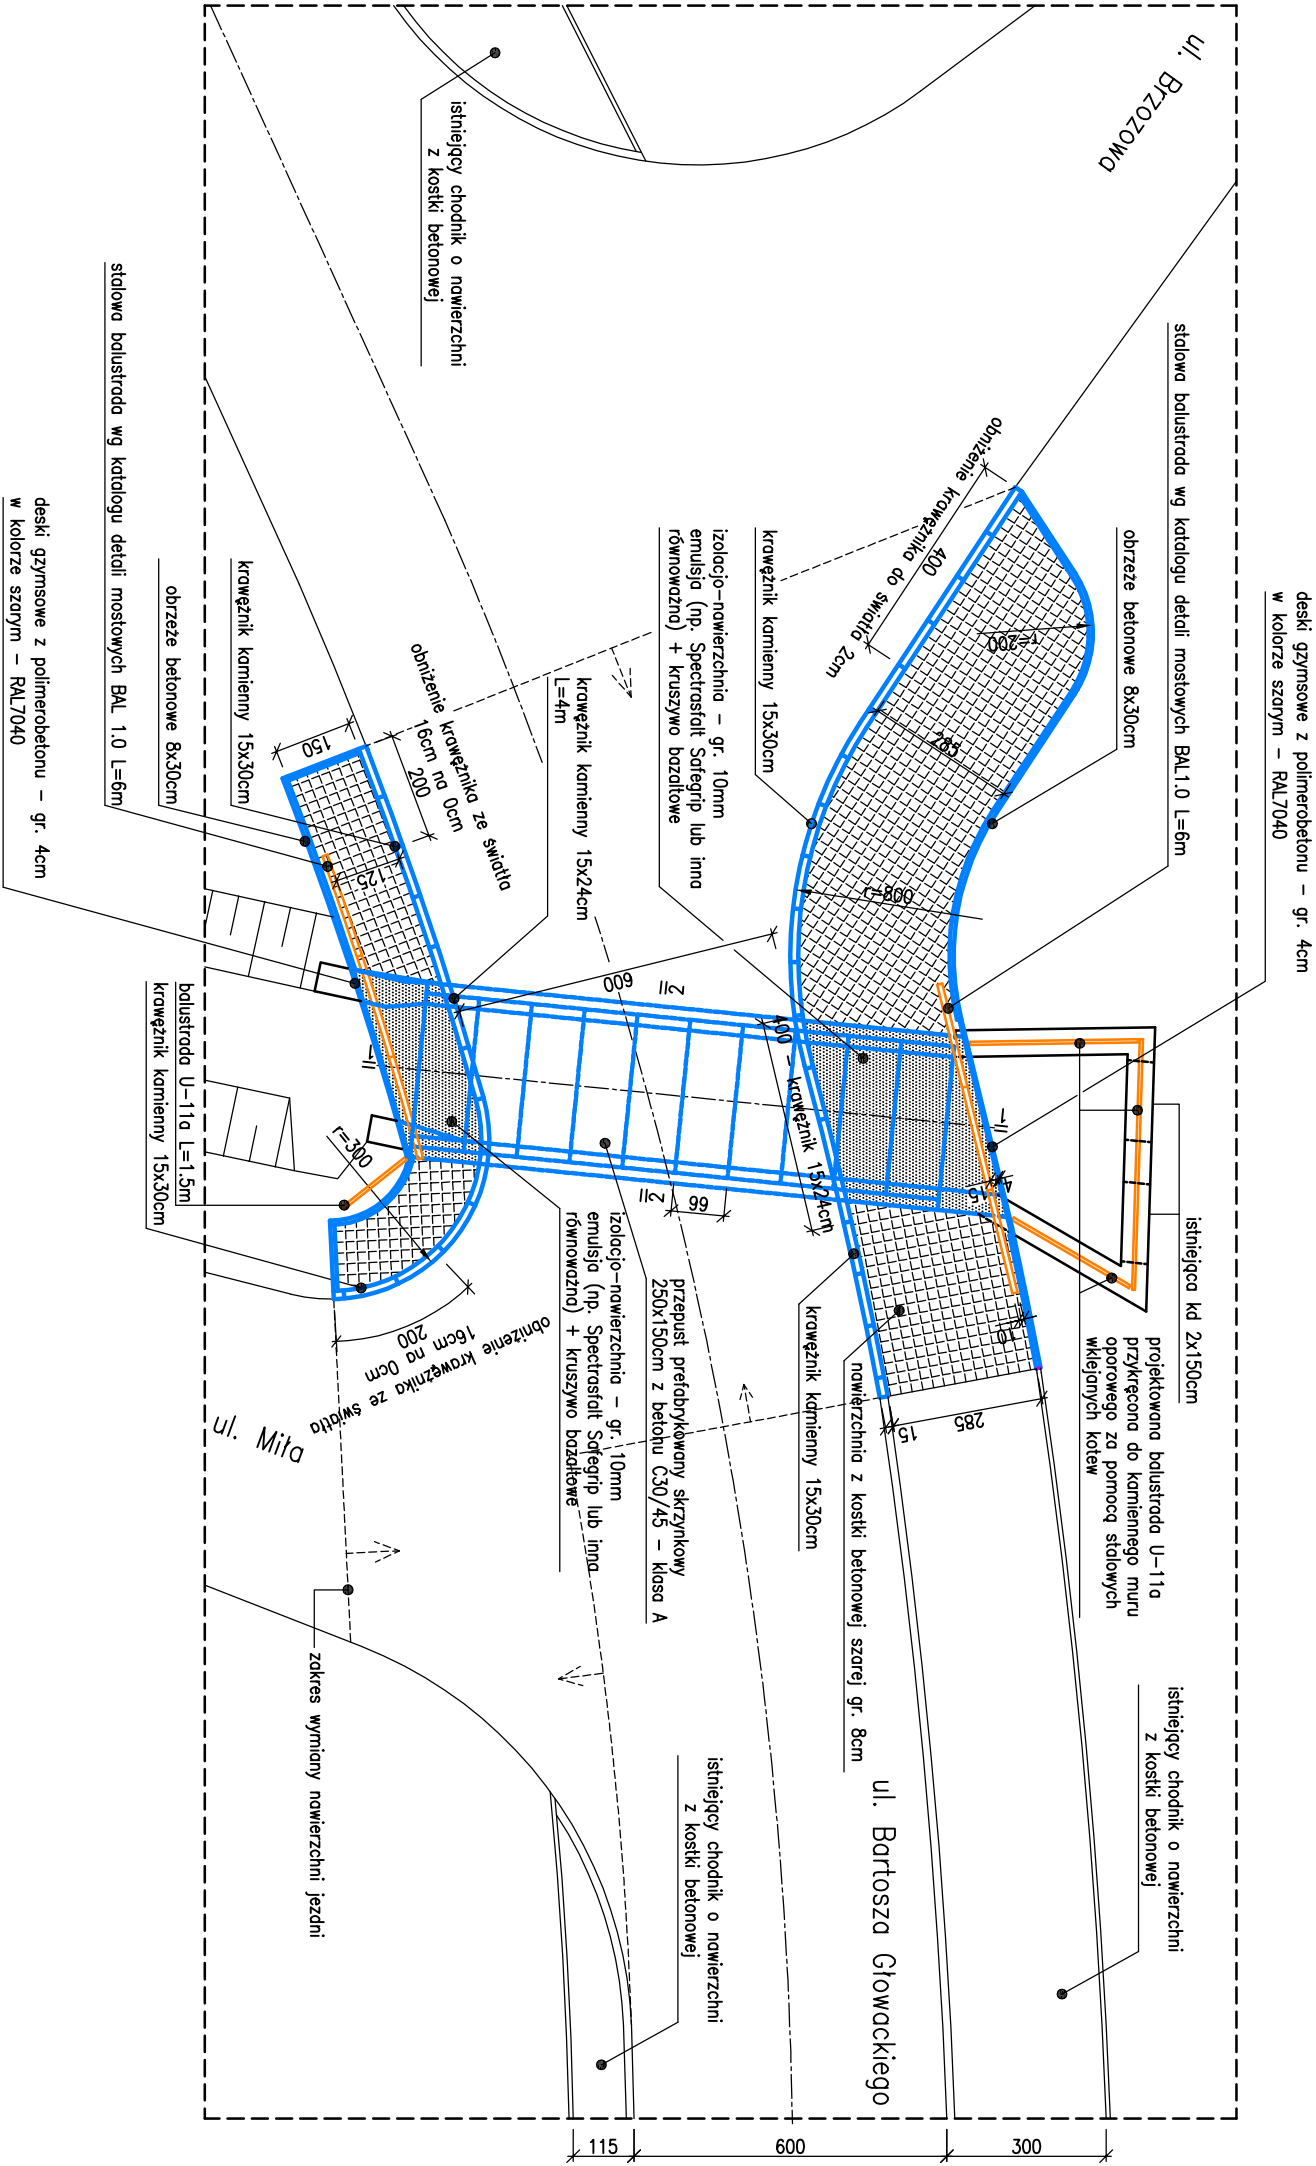 ul. Brzozowa
deski gzymsowe z polimerobetonu – gr. 4cm
w kolorze szarym – RAL7040
stalowa balustrada wg katalogu detali mostowych BAL1.0 L=6m
obrzeże betonowe 8x30cm
istniejący chodnik o nawierzchni
z kostki betonowej
obniżenie krawężnika do światła 2cm
400
r=200
285
r=800
krawężnik kamienny 15x30cm
izolacjo–nawierzchnia – gr. 10mm
emulsja (np. Spectrasfalt Safegrip lub inna
równoważna) + kruszywo bazaltowe
krawężnik kamienny 15x24cm
L=4m
obniżenie krawężnika ze światła
16cm na 0cm
200
150
125
krawężnik kamienny 15x30cm
obrzeże betonowe 8x30cm
stalowa balustrada wg katalogu detali mostowych BAL 1.0 L=6m
deski gzymsowe z polimerobetonu – gr. 4cm
w kolorze szarym – RAL7040
600
2
1
400 – krawężnik 15x24cm
1
2
66
45
10
istniejąca kd 2x150cm
projektowana balustrada U–11a
przykręcona do kamiennego muru
oporowego za pomocą stalowych
wklejanych kotew
285
15
nawierzchnia z kostki betonowej szarej gr. 8cm
krawężnik kamienny 15x30cm
przepust prefabrykowany skrzynkowy
250x150cm z betonu C30/45 – klasa A
izolacjo–nawierzchnia – gr. 10mm
emulsja (np. Spectrasfalt Safegrip lub inna
równoważna) + kruszywo bazaltowe
balustrada U–11a L=1.5m
krawężnik kamienny 15x30cm
r=300
200
16cm na 0cm
obniżenie krawężnika ze światła
ul. Miła
zakres wymiany nawierzchni jezdni
ul. Bartosza Głowackiego
istniejący chodnik o nawierzchni
z kostki betonowej
istniejący chodnik o nawierzchni
z kostki betonowej
115
600
300